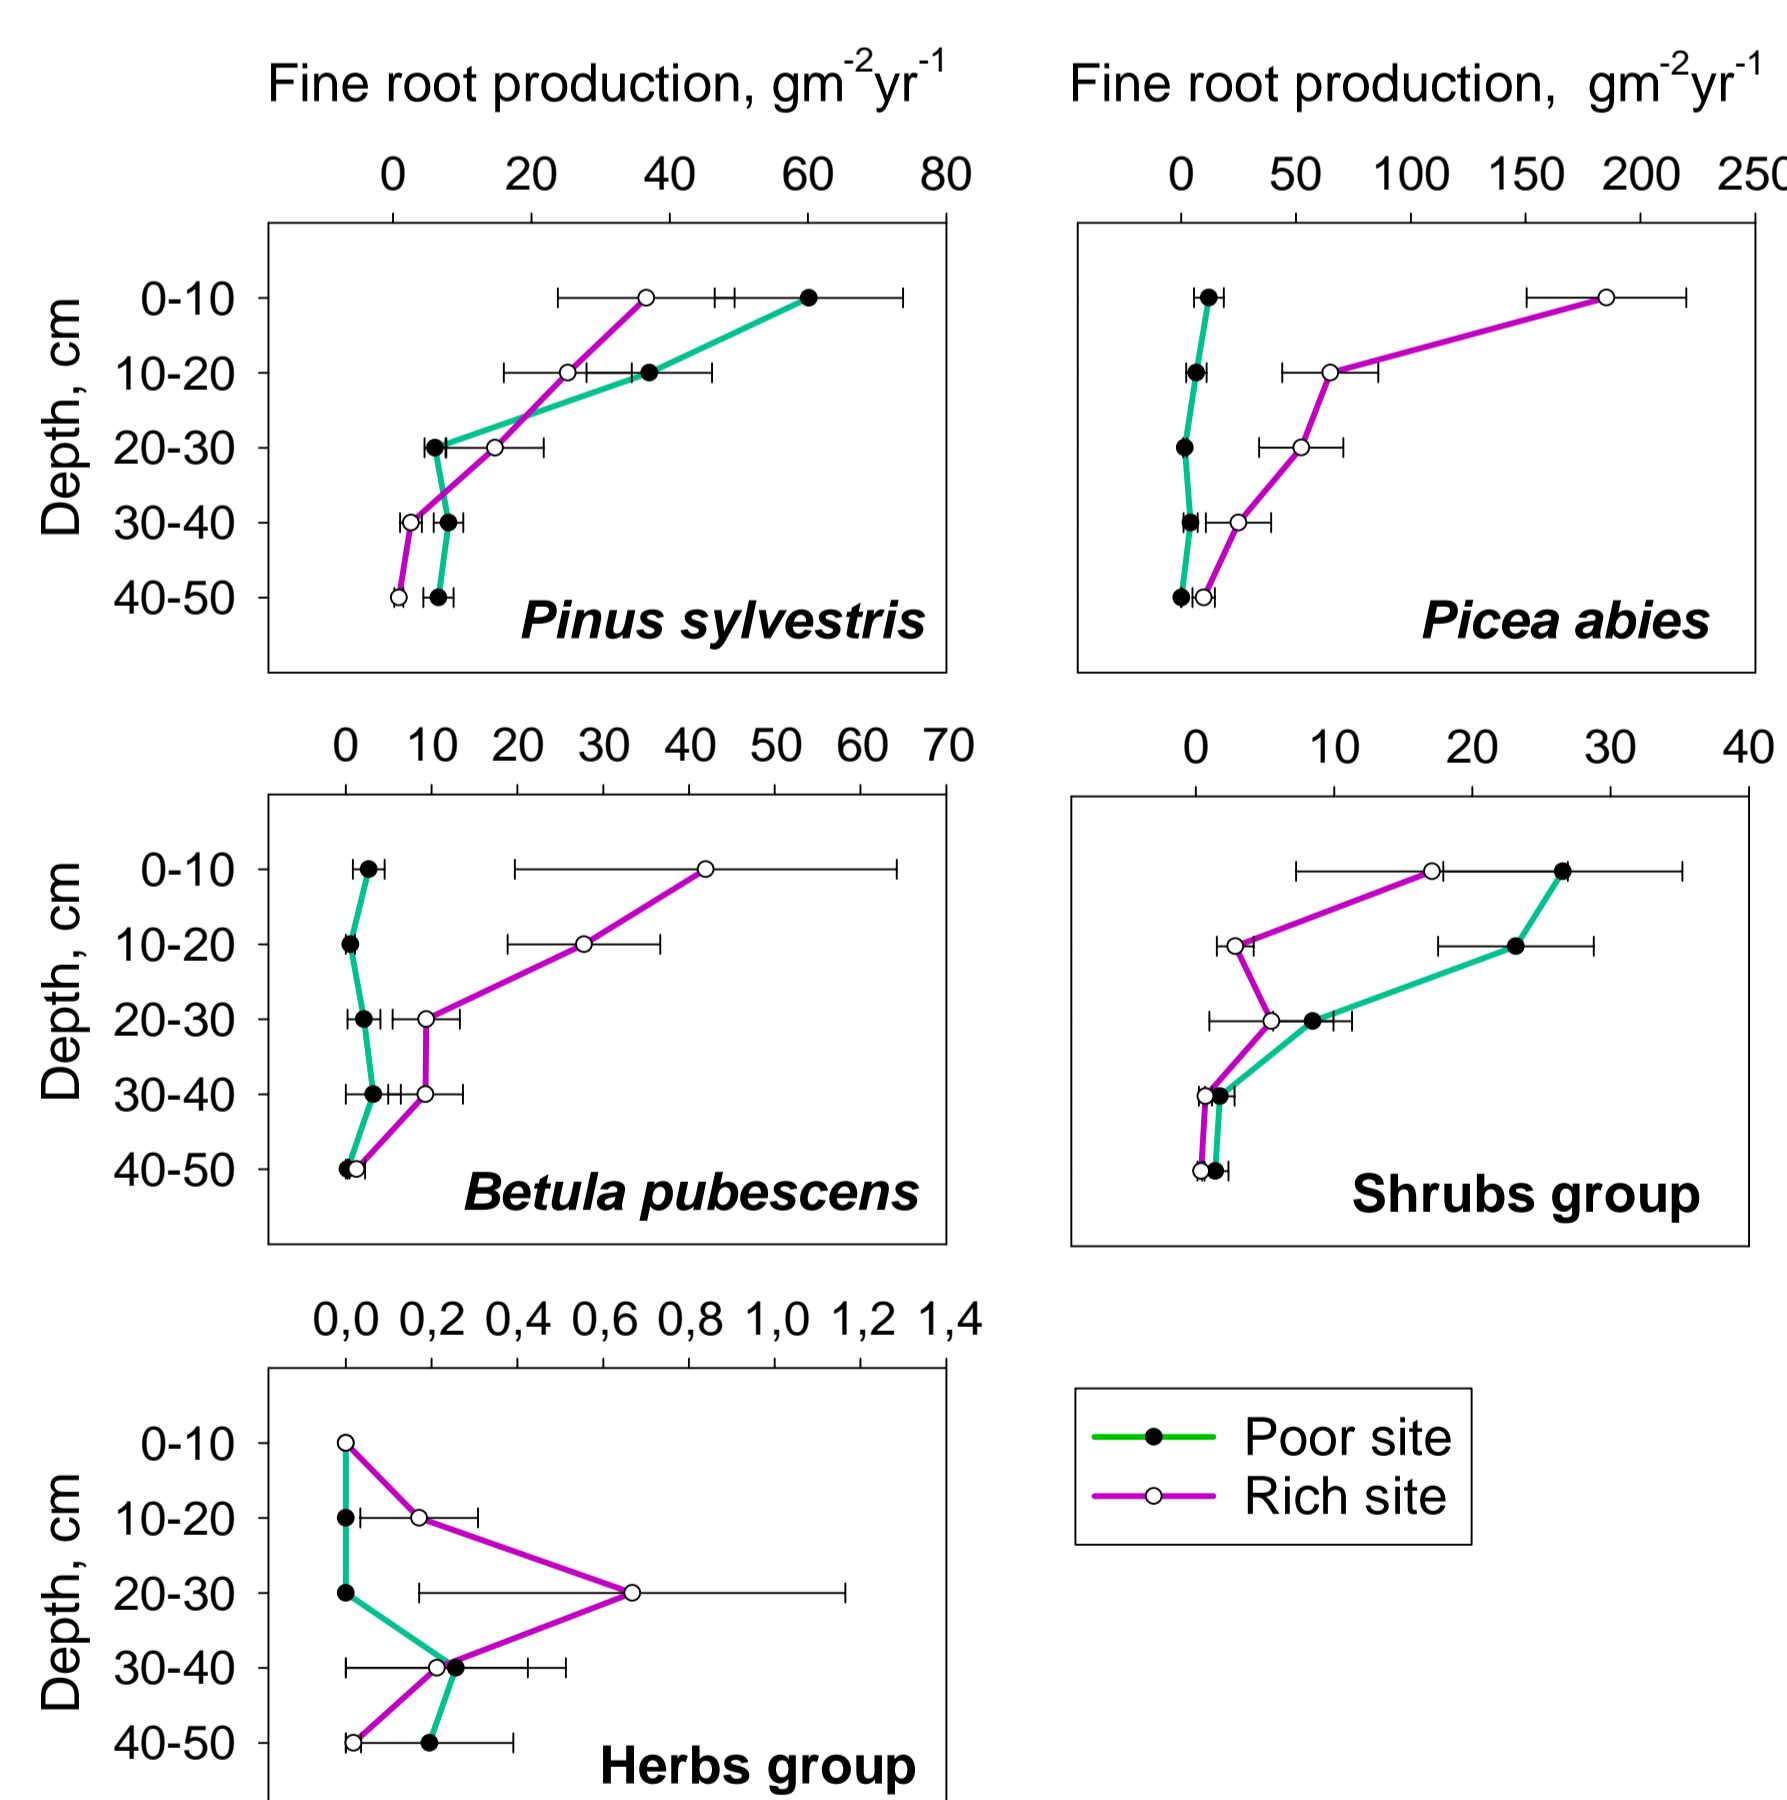 Fine root production, gm-2yr-1
Fine root production, gm-2yr-1
0 20 40 60 80
0 50 100 150 200 250
Depth, cm
0-10
10-20
20-30
30-40
40-50
Pinus sylvestris
Picea abies
0 10 20 30 40 50 60 70
0 10 20 30 40
Depth, cm
0-10
10-20
20-30
30-40
40-50
Betula pubescens
Shrubs group
0,0 0,2 0,4 0,6 0,8 1,0 1,2 1,4
Depth, cm
0-10
10-20
20-30
30-40
40-50
Herbs group
Poor site
Rich site